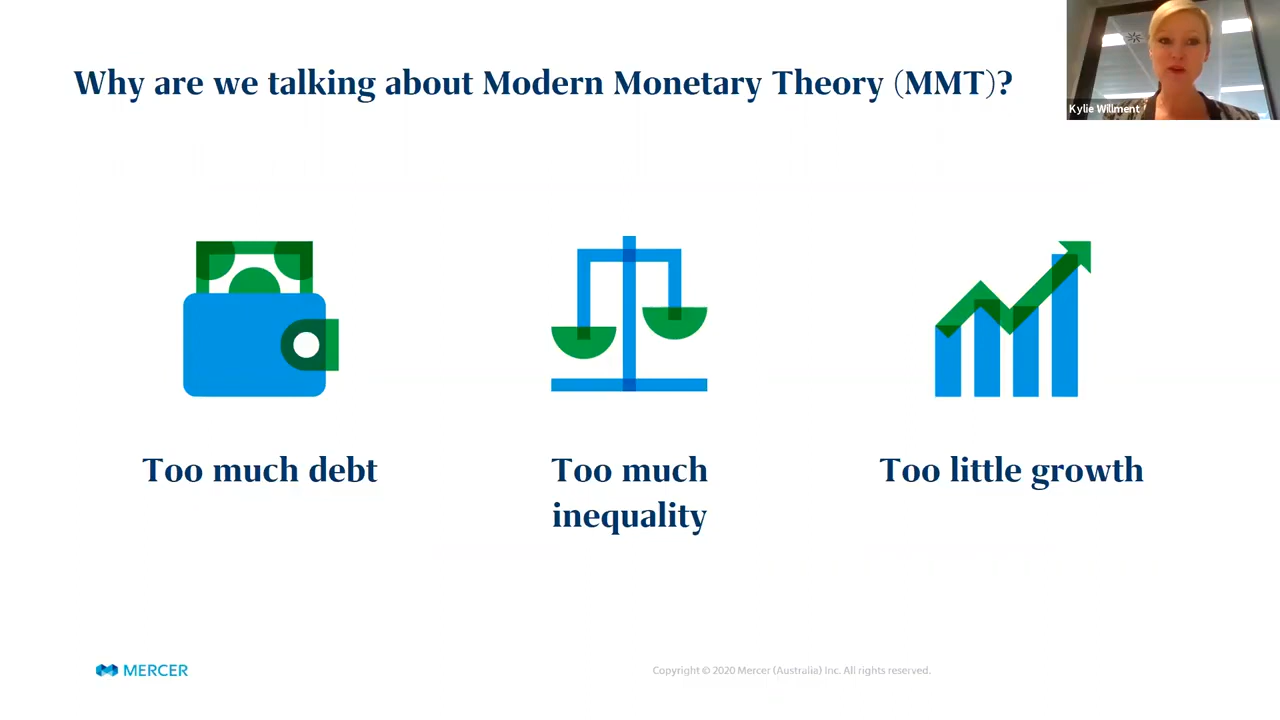 Why are we talking about Modern Monetary Theory (MMT)?
Kylie Willment
Too much debt
Too much
inequality
Too little growth
MERCER
Copyright © 2020 Mercer (Australia) Inc. All rights reserved.